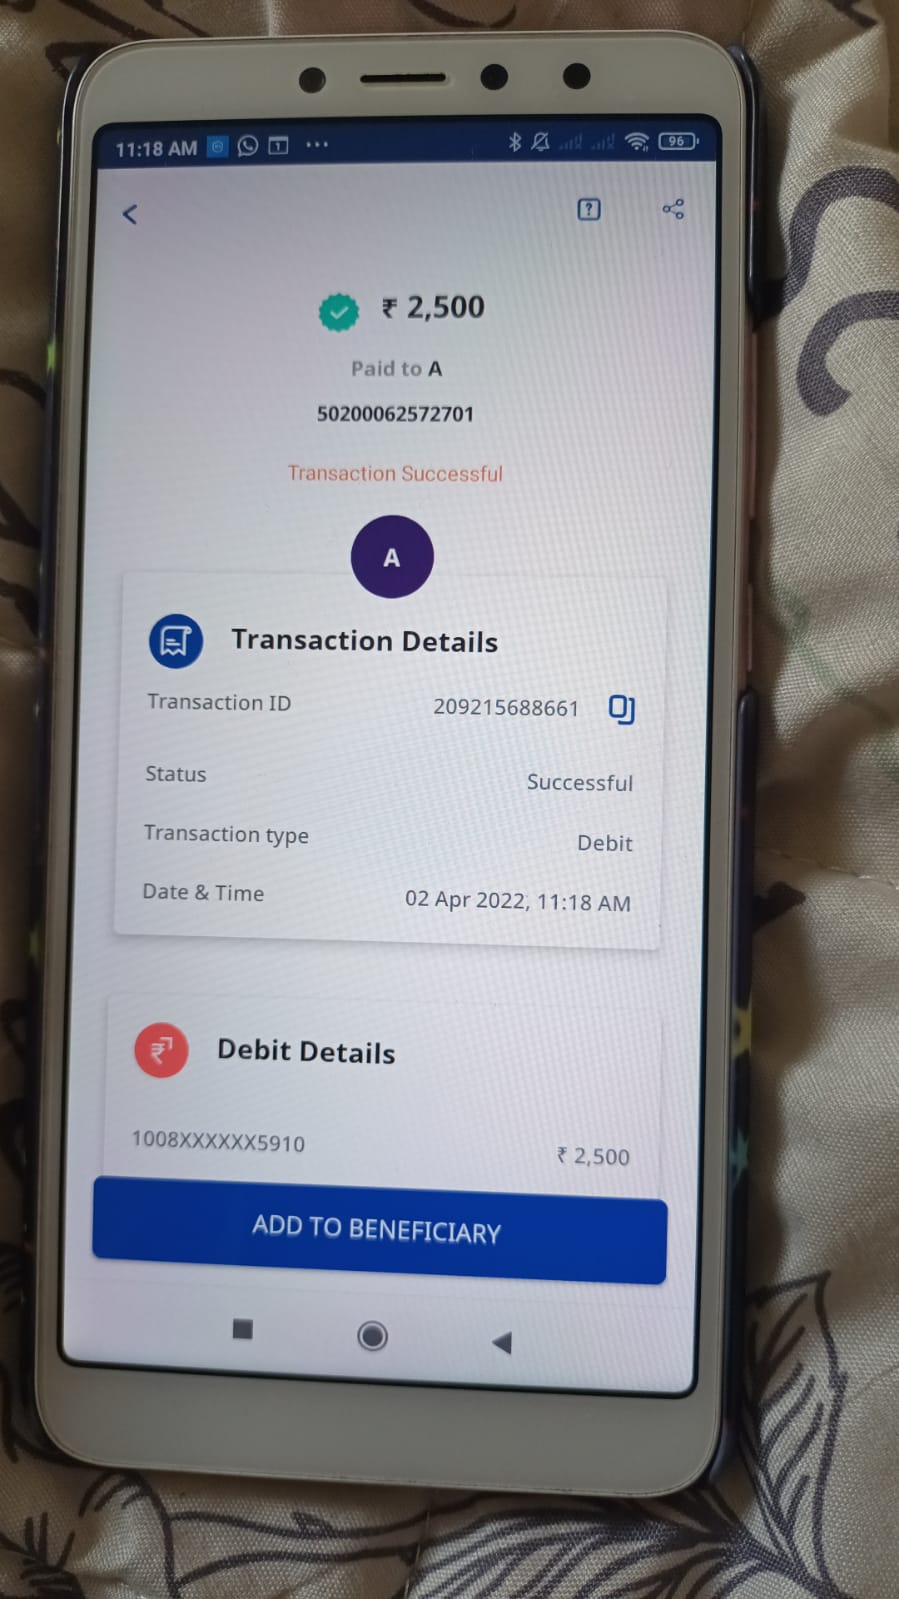 11:18 AM
96
₹ 2,500
Paid to A
50200062572701
Transaction Successful
A
Transaction Details
Transaction ID 209215688661
Status Successful
Transaction type Debit
Date & Time 02 Apr 2022, 11:18 AM
Debit Details
1008XXXXXX5910 ₹ 2,500
ADD TO BENEFICIARY